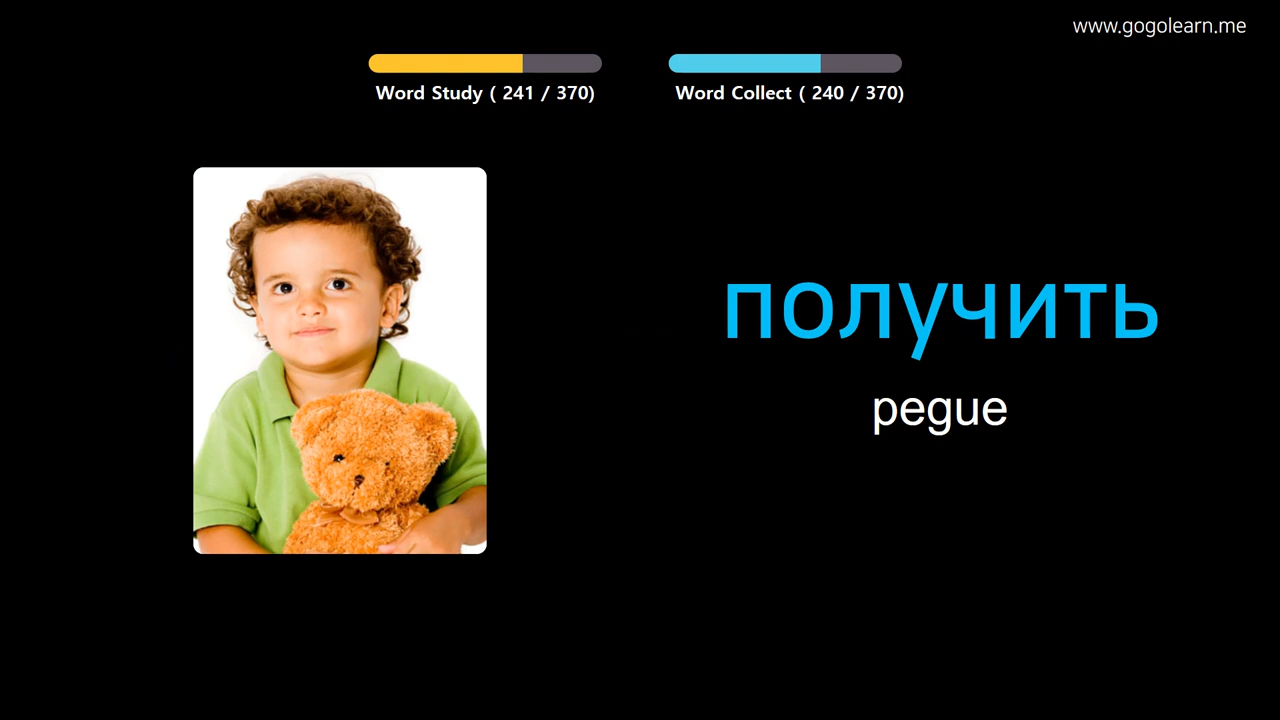 www.gogolearn.me
Word Study ( 241 / 370)
Word Collect ( 240 / 370)
получить
pegue